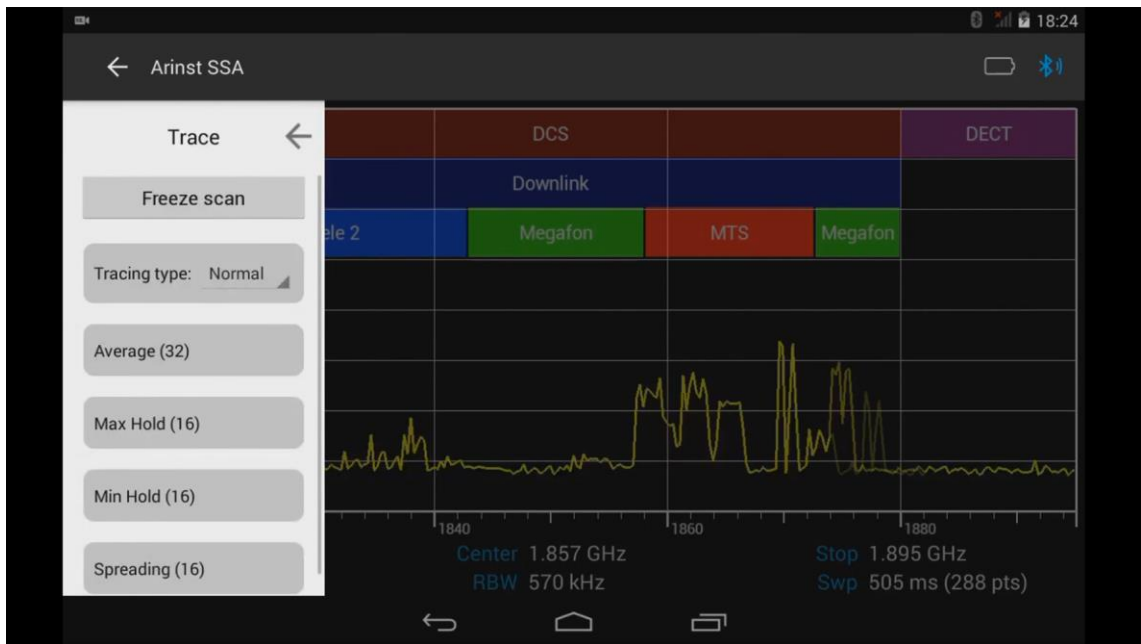 18:24
Arinst SSA
Trace
Freeze scan
Tracing type: Normal
Average (32)
Max Hold (16)
Min Hold (16)
Spreading (16)
DCS DECT
Downlink
ele 2 Megafon MTS Megafon
1840 1860 1880
Center 1.857 GHz Stop 1.895 GHz
RBW 570 kHz Swp 505 ms (288 pts)